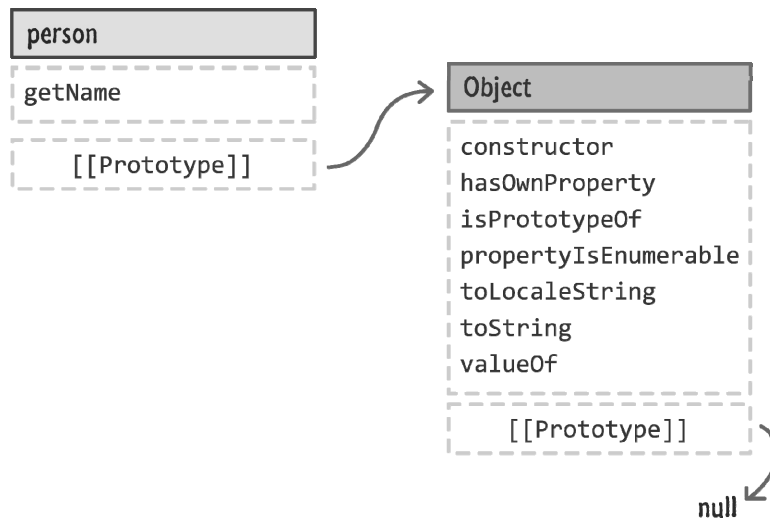 person
getName
[[Prototype]]
Object
constructor
hasOwnProperty
isPrototypeOf
propertyIsEnumerable
toLocaleString
toString
valueOf
[[Prototype]]
null